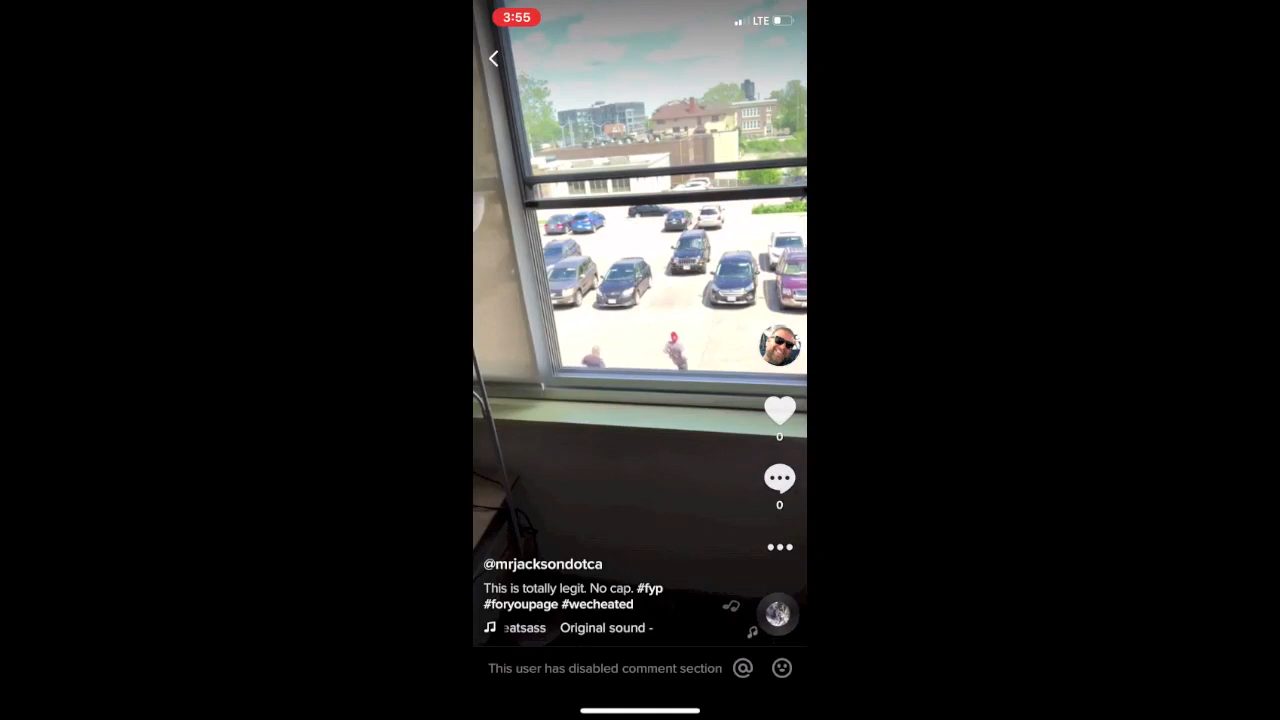 3:55
LTE
0
0
@mrjacksondotca
This is totally legit. No cap. #fyp
#foryoupage #wecheated
eatsass Original sound -
This user has disabled comment section